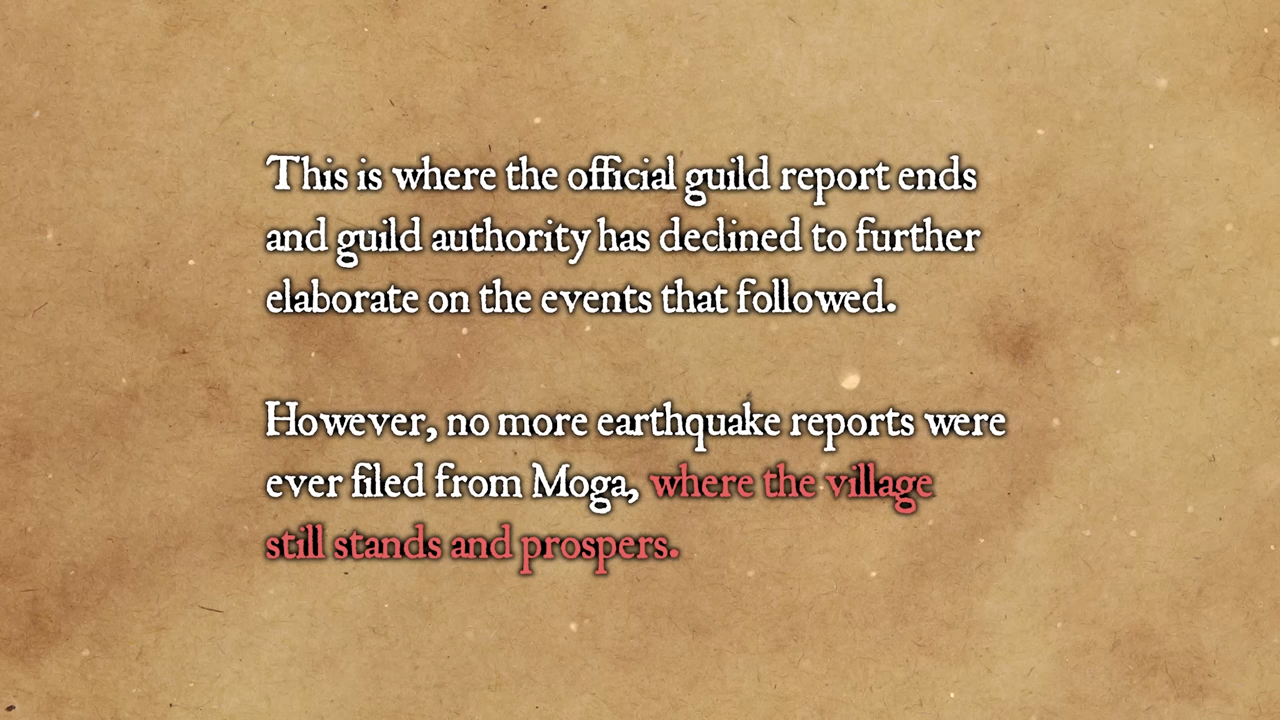 This is where the official guild report ends
and guild authority has declined to further
elaborate on the events that followed.
However, no more earthquake reports were
ever filed from Moga, where the village
still stands and prospers.